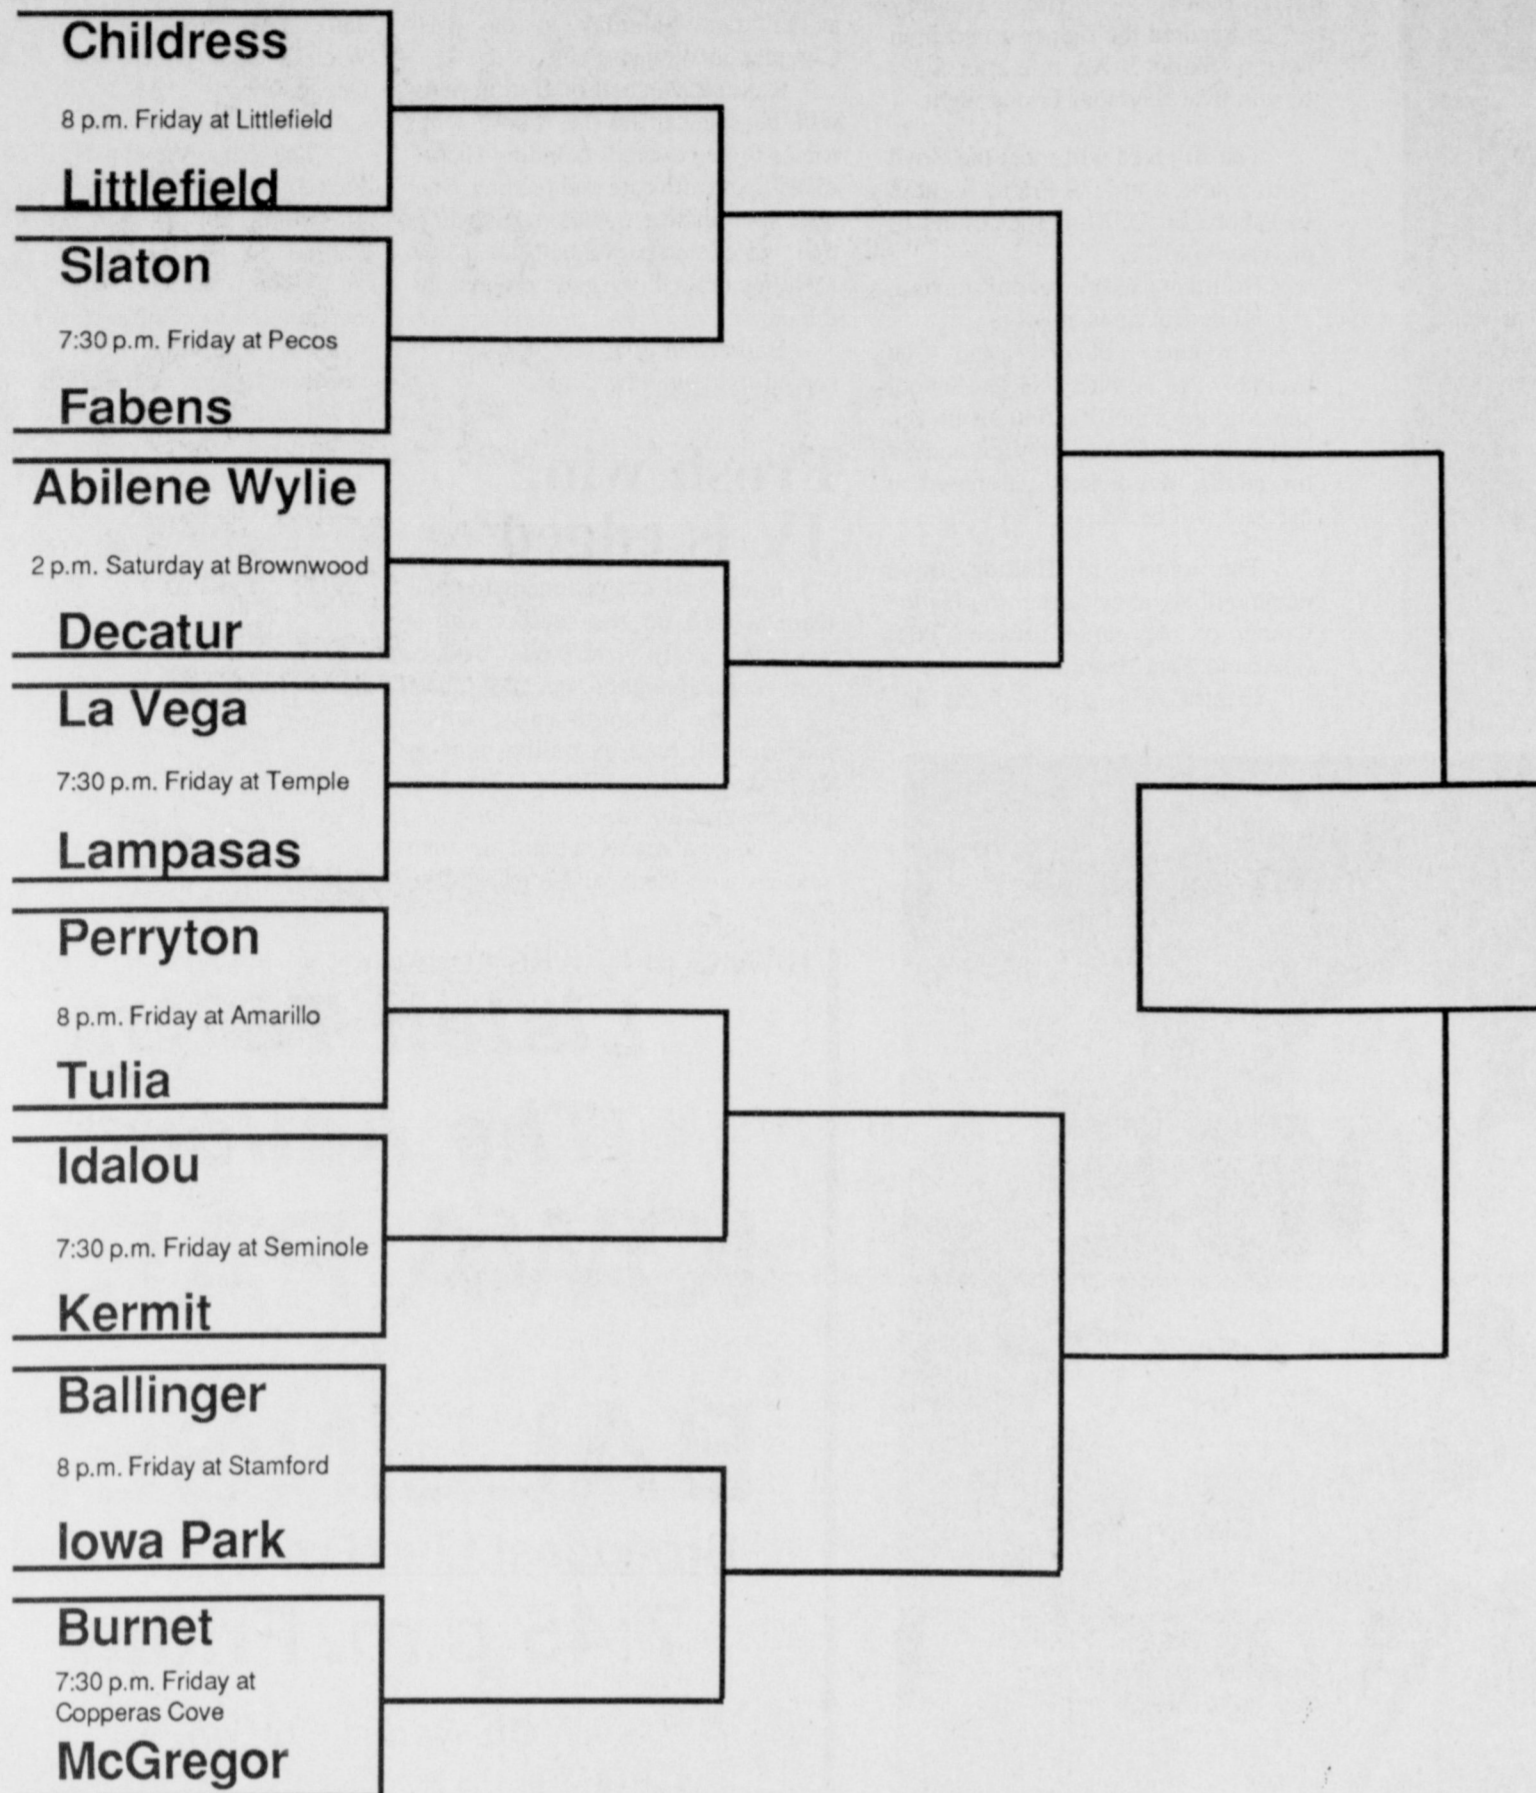 Childress
8 p.m. Friday at Littlefield
Littlefield
Slaton
7:30 p.m. Friday at Pecos
Fabens
Abilene Wylie
2 p.m. Saturday at Brownwood
Decatur
La Vega
7:30 p.m. Friday at Temple
Lampasas
Perryton
8 p.m. Friday at Amarillo
Tulia
Idalou
7:30 p.m. Friday at Seminole
Kermit
Ballinger
8 p.m. Friday at Stamford
Iowa Park
Burnet
7:30 p.m. Friday at
Copperas Cove
McGregor